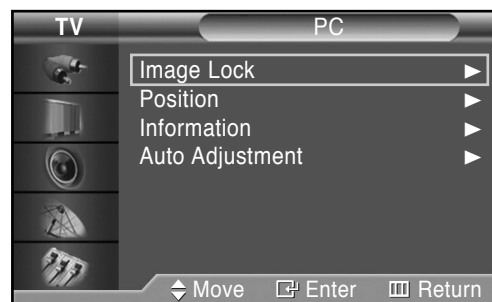 TV PC
Image Lock
Position
Information
Auto Adjustment
Move Enter Return